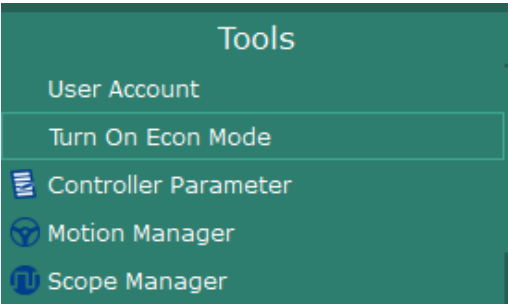 Tools
User Account
Turn On Econ Mode
Controller Parameter
Motion Manager
Scope Manager